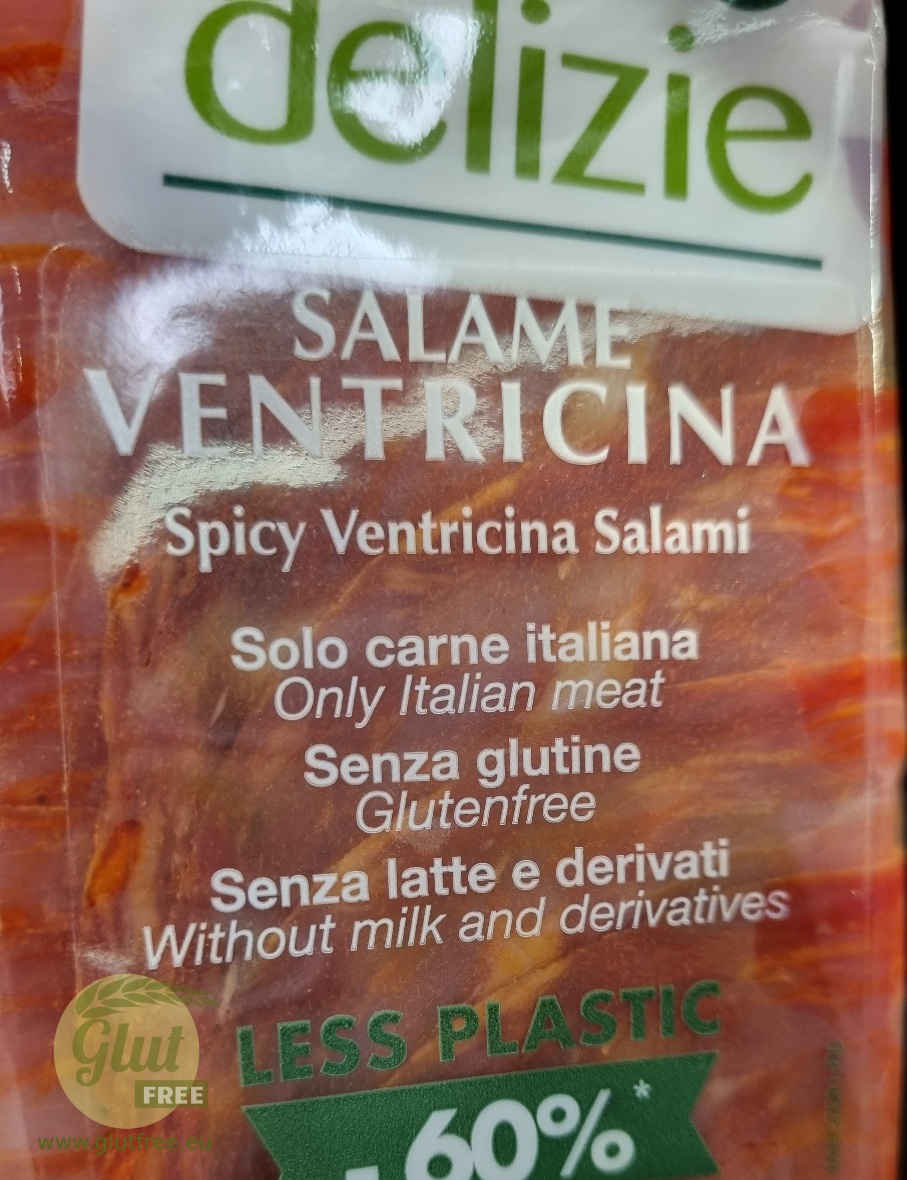 delizie
SALAME
VENTRICINA
Spicy Ventricina Salami
Solo carne italiana
Only Italian meat
Senza glutine
Glutenfree
Senza latte e derivati
Without milk and derivatives
LESS PLASTIC
- 60%*
Glut
FREE
www.glutfree.eu